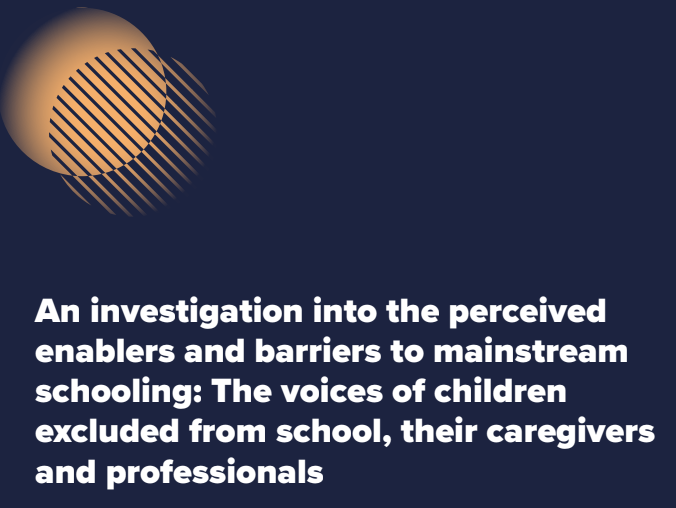 An investigation into the perceived
enablers and barriers to mainstream
schooling: The voices of children
excluded from school, their caregivers
and professionals